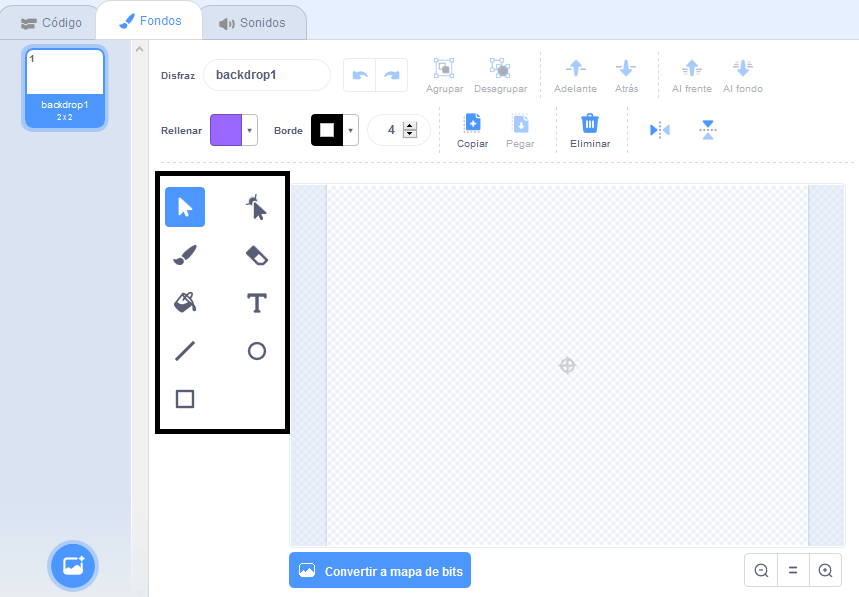 Código
Fondos
Sonidos
1
backdrop1
2 x 2
Disfraz
backdrop1
Agrupar
Desagrupar
Adelante
Atrás
Al frente
Al fondo
Rellenar
Borde
4
Copiar
Pegar
Eliminar
T
Convertir a mapa de bits
=